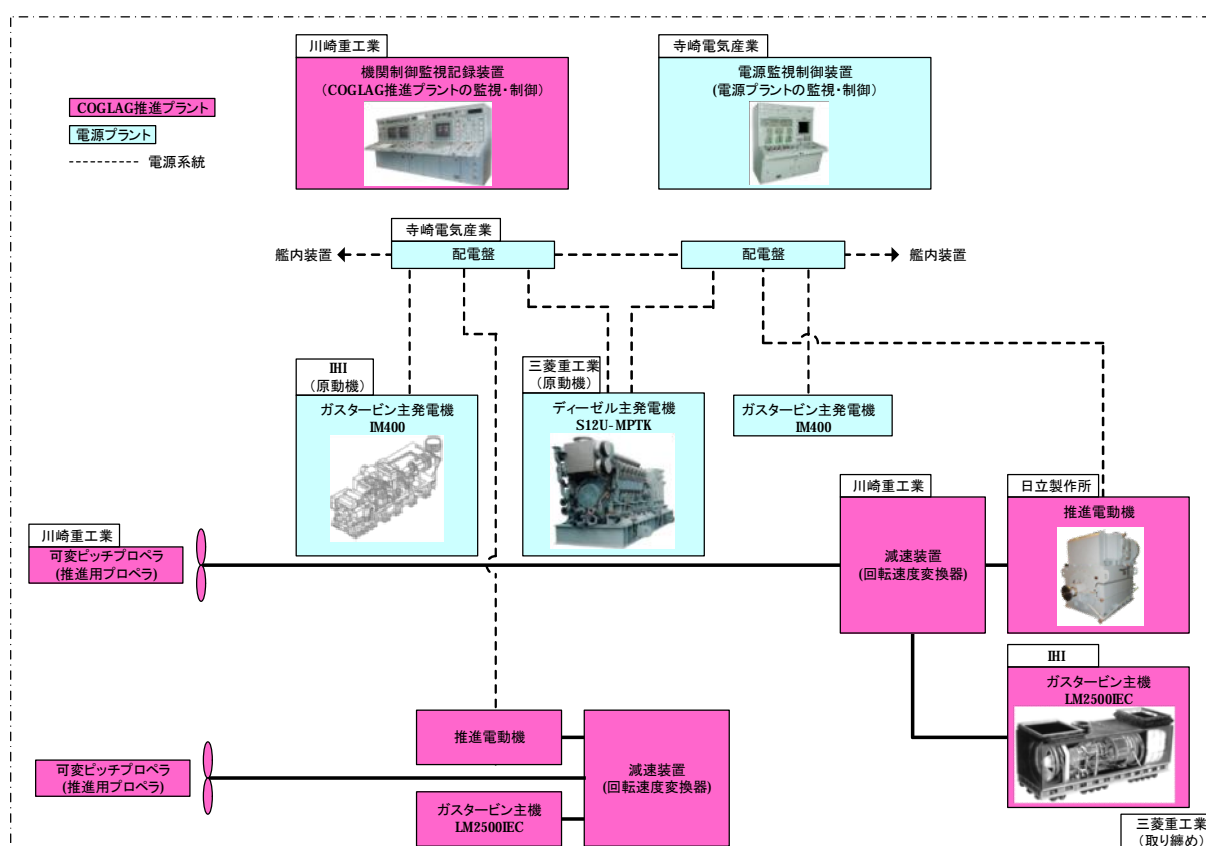 川崎重工業
機関制御監視記録装置
(COGLAG推進プラントの監視・制御)
寺崎電気産業
電源監視制御装置
(電源プラントの監視・制御)
COGLAG推進プラント
電源プラント
電源系統
寺崎電気産業
艦内装置
配電盤
配電盤
艦内装置
IHI
(原動機)
ガスタービン主発電機
IM400
三菱重工業
(原動機)
ディーゼル主発電機
S12U-MPTK
ガスタービン主発電機
IM400
川崎重工業
減速装置
(回転速度変換器)
日立製作所
推進電動機
川崎重工業
可変ピッチプロペラ
(推進用プロペラ)
IHI
ガスタービン主機
LM2500IEC
推進電動機
減速装置
(回転速度変換器)
可変ピッチプロペラ
(推進用プロペラ)
ガスタービン主機
LM2500IEC
三菱重工業
(取り纏め)